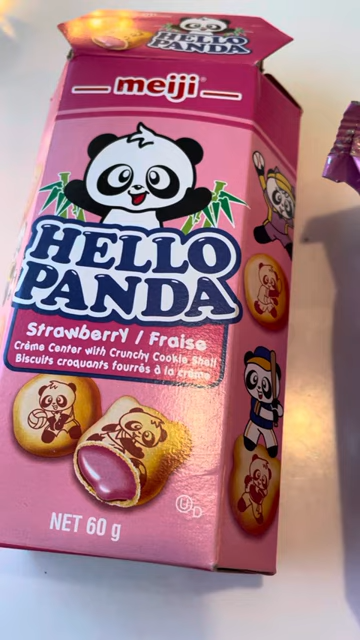 HELLO
PANDA
meiji
HELLO
PANDA
Strawberry / Fraise
Crème Center with Crunchy Cookie Shell
Biscuits croquants fourrés à la crème
U D
NET 60 g